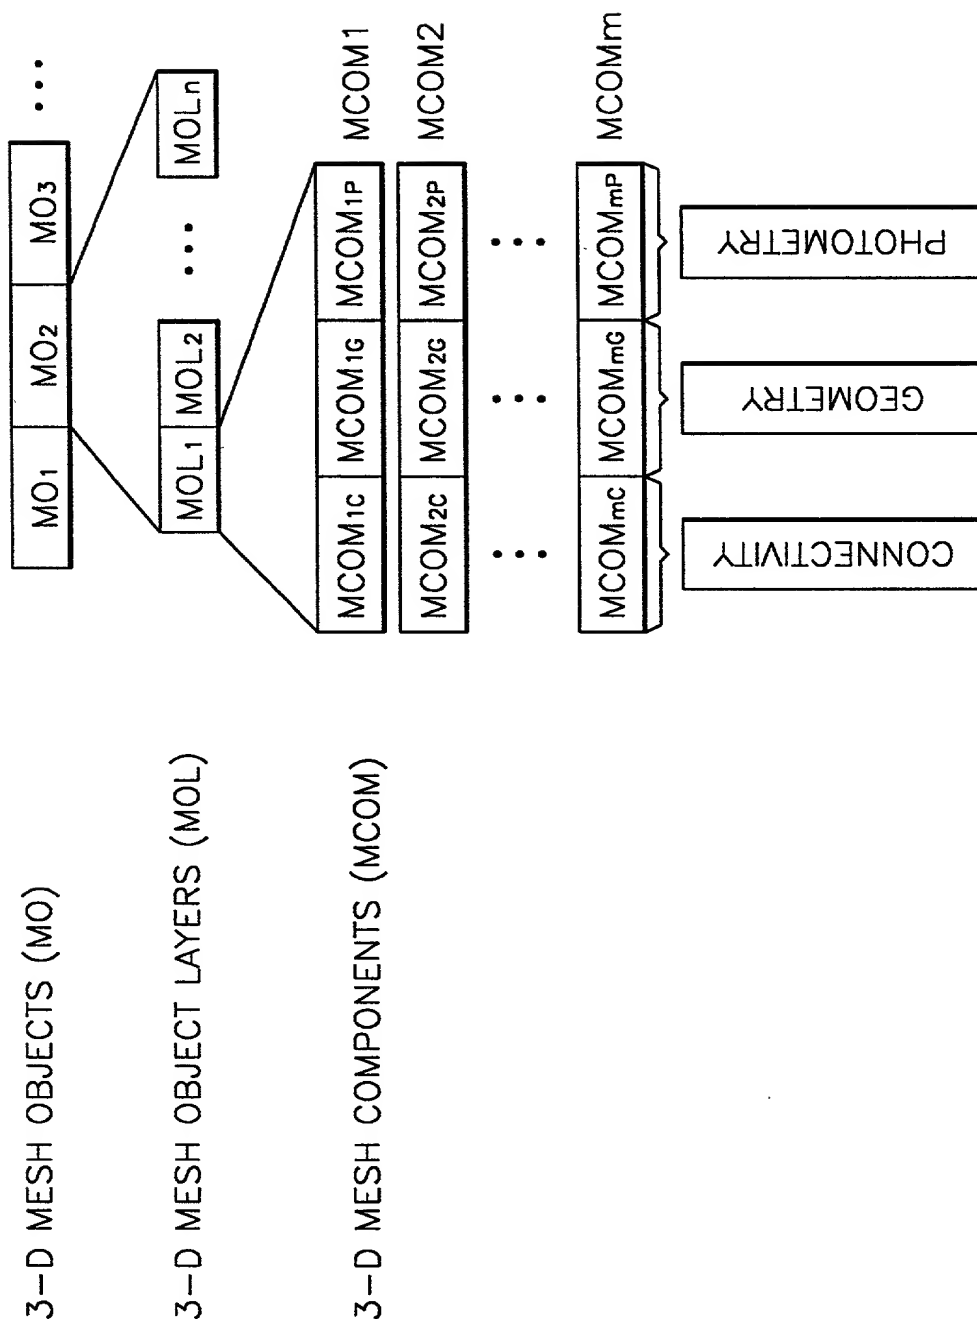 3-D MESH OBJECTS (MO)
MO1 MO2 MO3 •••
3-D MESH OBJECT LAYERS (MOL)
MOL1 MOL2 ••• MOLn
3-D MESH COMPONENTS (MCOM)
MCOM1C MCOM1G MCOM1P MCOM1
MCOM2C MCOM2G MCOM2P MCOM2
••• ••• •••
MCOMmC MCOMmG MCOMmP MCOMm
CONNECTIVITY GEOMETRY PHOTOMETRY